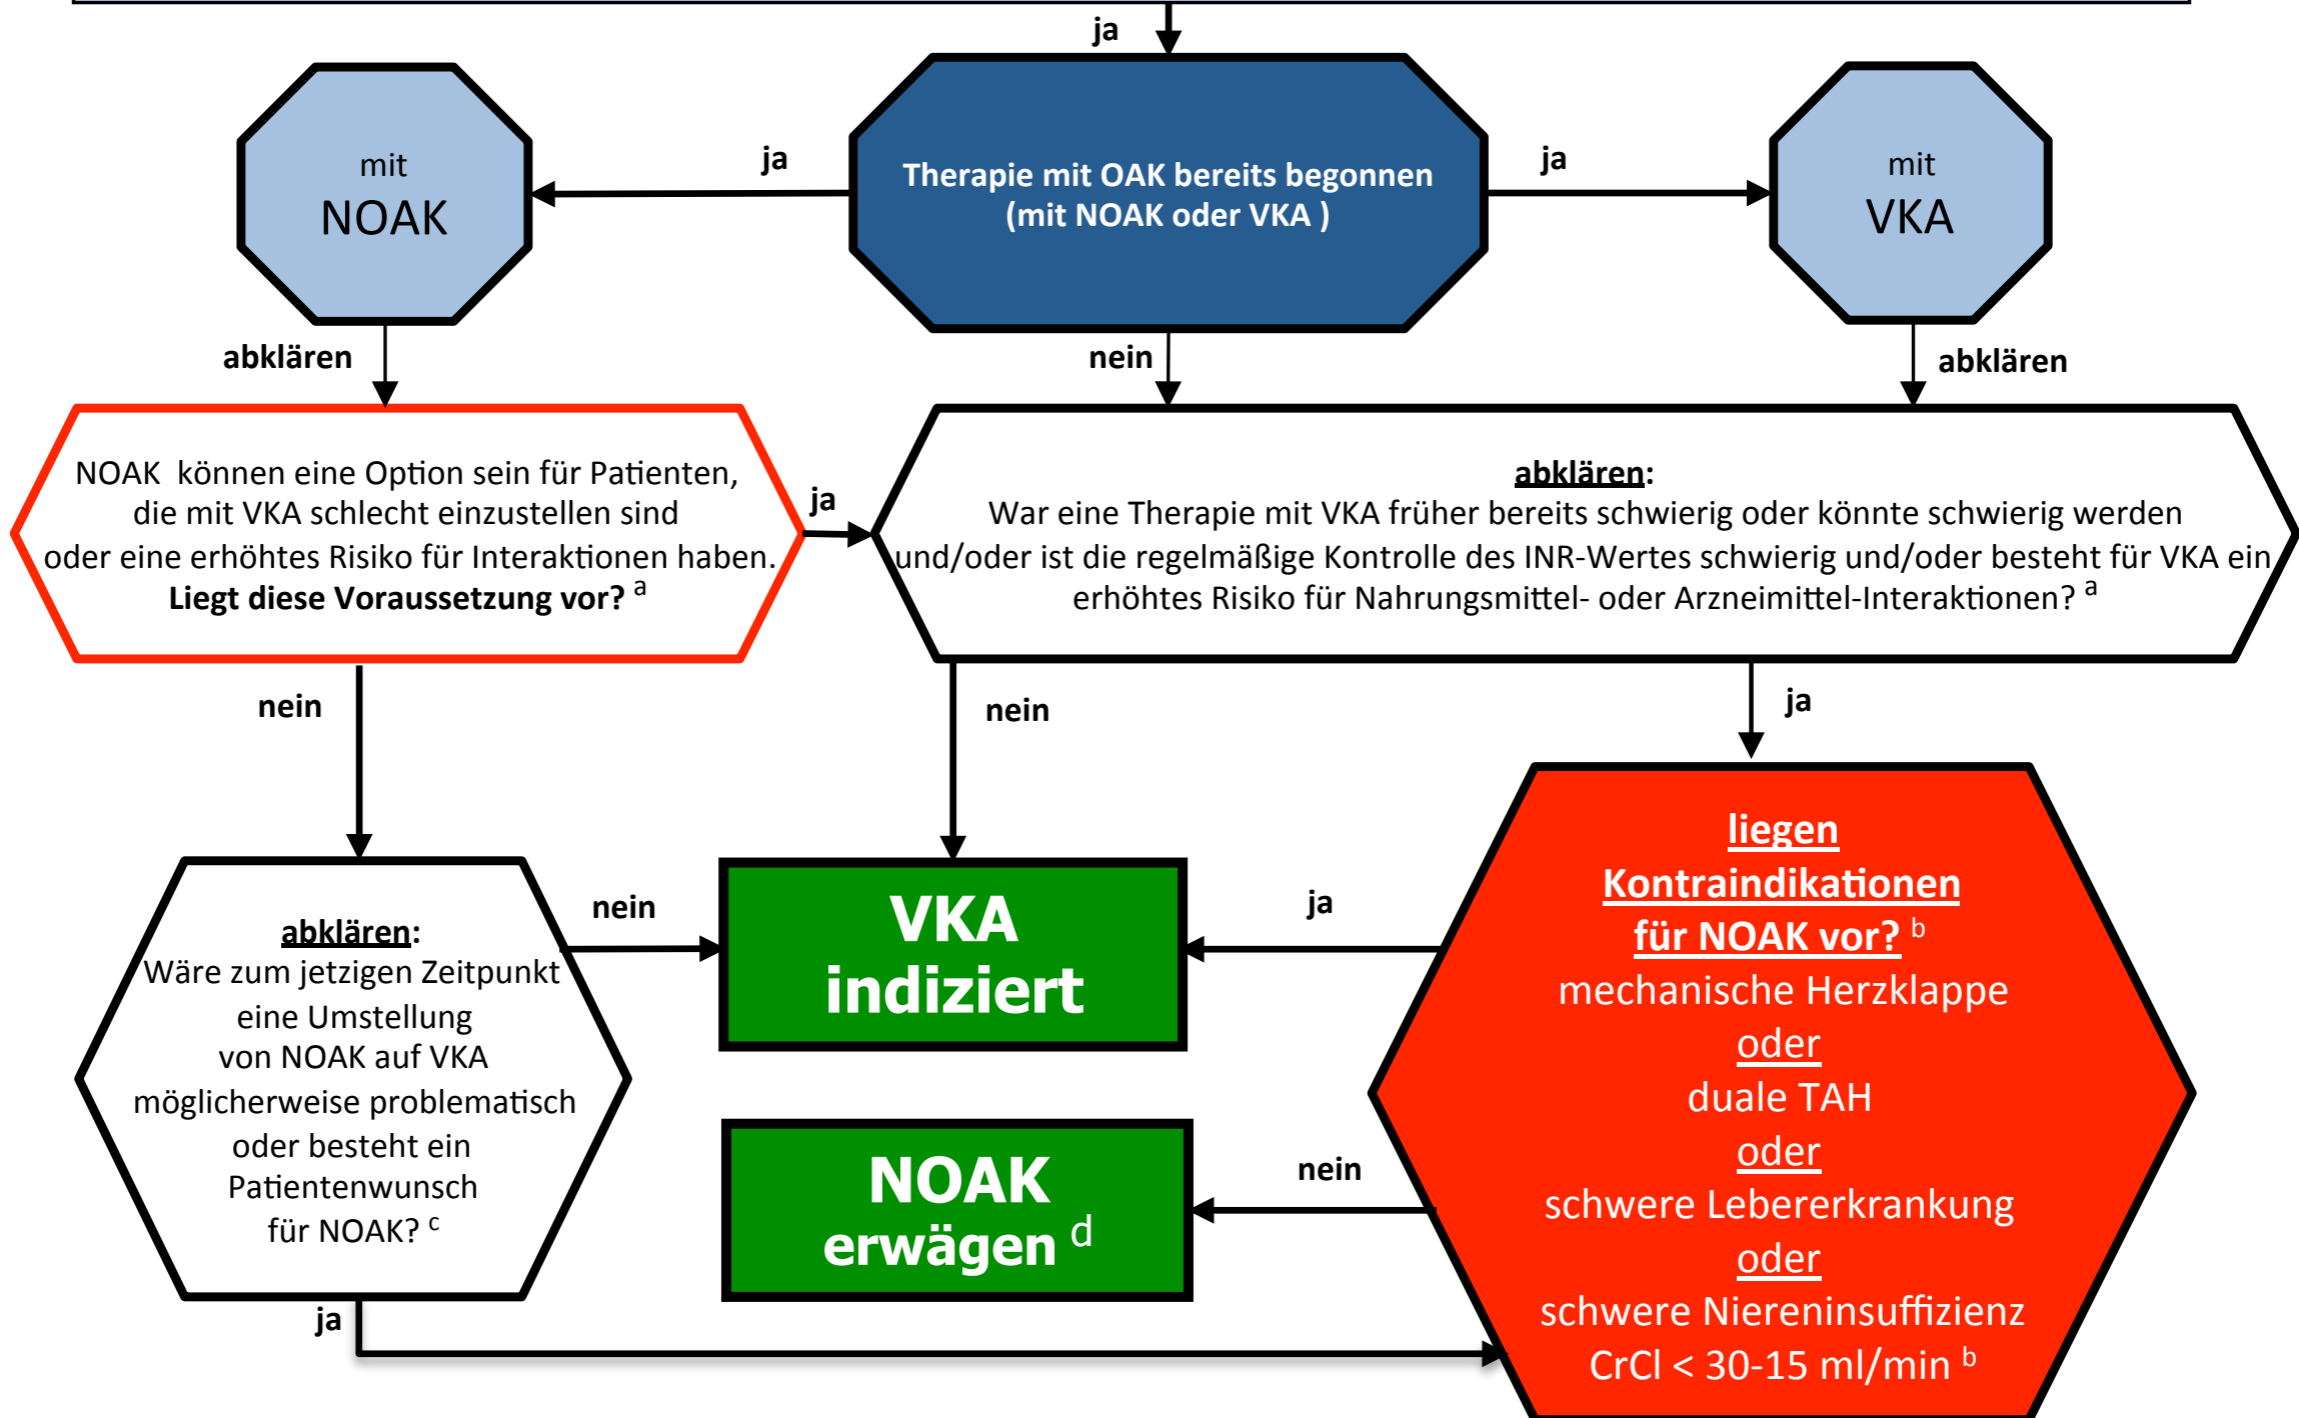 ja
mit
NOAK
ja
Therapie mit OAK bereits begonnen
(mit NOAK oder VKA )
ja
mit
VKA
abklären
nein
abklären
NOAK  können eine Option sein für Patienten,
die mit VKA schlecht einzustellen sind
oder eine erhöhtes Risiko für Interaktionen haben.
Liegt diese Voraussetzung vor? a
ja
abklären:
War eine Therapie mit VKA früher bereits schwierig oder könnte schwierig werden
und/oder ist die regelmäßige Kontrolle des INR-Wertes schwierig und/oder besteht für VKA ein
erhöhtes Risiko für Nahrungsmittel- oder Arzneimittel-Interaktionen? a
nein
nein
ja
abklären:
Wäre zum jetzigen Zeitpunkt
eine Umstellung
von NOAK auf VKA
möglicherweise problematisch
oder besteht ein
Patientenwunsch
für NOAK? c
nein
VKA
indiziert
ja
NOAK
erwägen d
nein
liegen
Kontraindikationen
für NOAK vor? b
mechanische Herzklappe
oder
duale TAH
oder
schwere Lebererkrankung
oder
schwere Niereninsuffizienz
CrCl < 30-15 ml/min b
ja